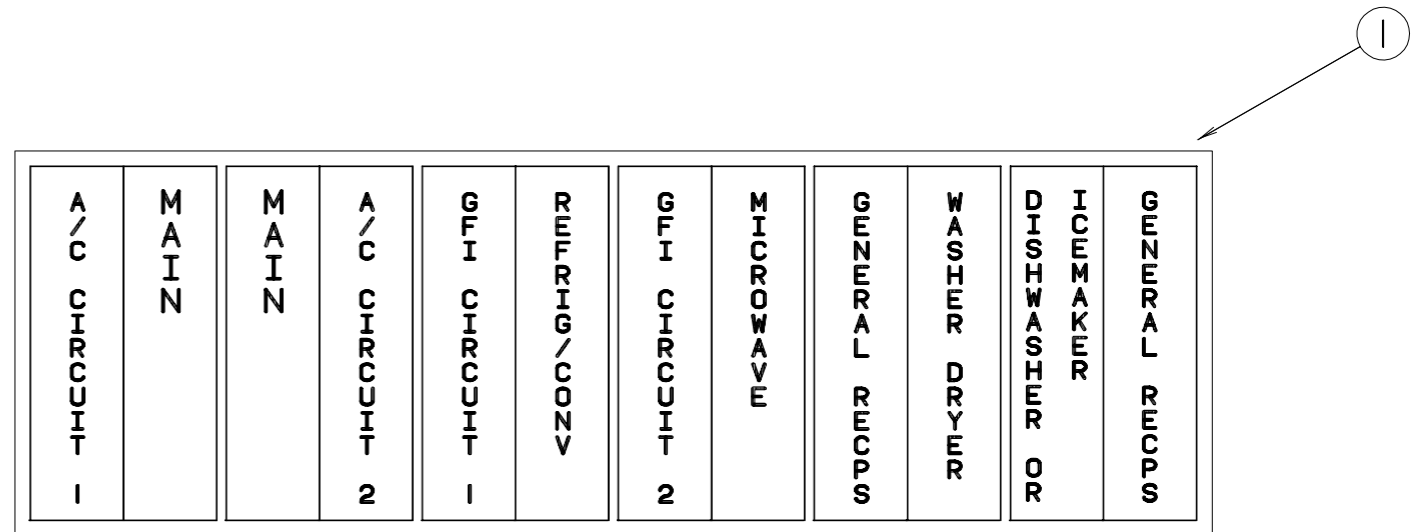 1
A/C CIRCUIT 1
MAIN
MAIN
A/C CIRCUIT 2
GFI CIRCUIT 1
REFRIG/CONV
GFI CIRCUIT 2
MICROWAVE
GENERAL RECPS
WASHER DRYER
DISHWASHER OR
ICEMAKER
GENERAL RECPS